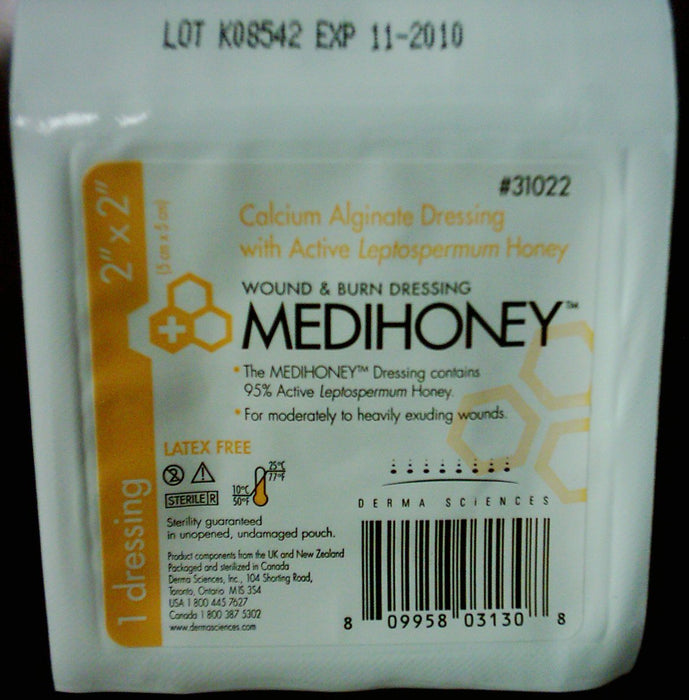 LOT K08542 EXP 11-2010
#31022
2" x 2"
(5 cm x 5 cm)
Calcium Alginate Dressing
with Active Leptospermum Honey
WOUND & BURN DRESSING
MEDIHONEY™
• The MEDIHONEY™ Dressing contains
95% Active Leptospermum Honey.
• For moderately to heavily exuding wounds.
1 dressing
LATEX FREE
2
25°C
77°F
10°C
50°F
STERILE R
Sterility guaranteed
in unopened, undamaged pouch.
Product components from the UK and New Zealand
Packaged and sterilized in Canada
Derma Sciences, Inc., 104 Shorting Road,
Toronto, Ontario M1S 3S4
USA 1 800 445 7627
Canada 1 800 387 5302
www.dermasciences.com
DERMA SCIENCES
8 09958 03130 8